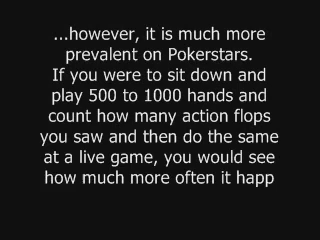 ...however, it is much more
prevalent on Pokerstars.
If you were to sit down and
play 500 to 1000 hands and
count how many action flops
you saw and then do the same
at a live game, you would see
how much more often it happ